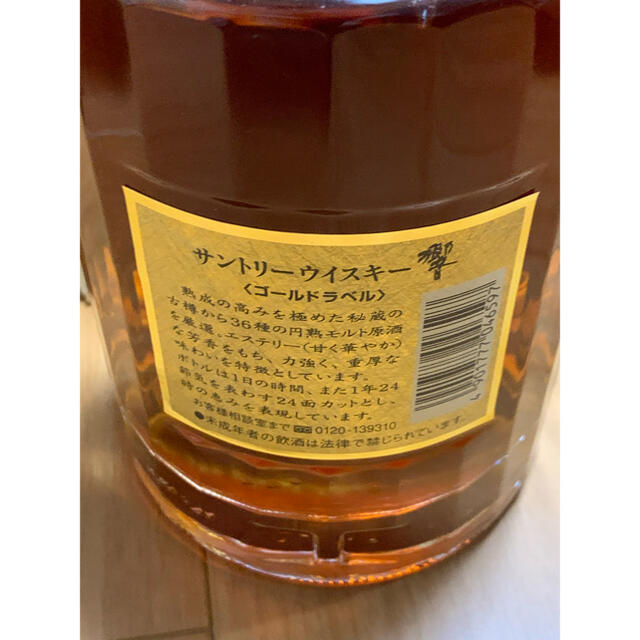 サントリーウイスキー 響
〈ゴールドラベル〉
熟成の高みを極めた秘蔵の
古樽から36種の円熟モルト原酒
を厳選、エステリー(甘く華やか)
な芳香をもち、力強く、重厚な
味わいを特徴としています。
ボトルは1日の時間、また1年24
節気を表わす24面カットとし、
時の恵みを表現しています。
お客様相談室まで 0120-139310
●未成年者の飲酒は法律で禁じられています。
4 901777 046597